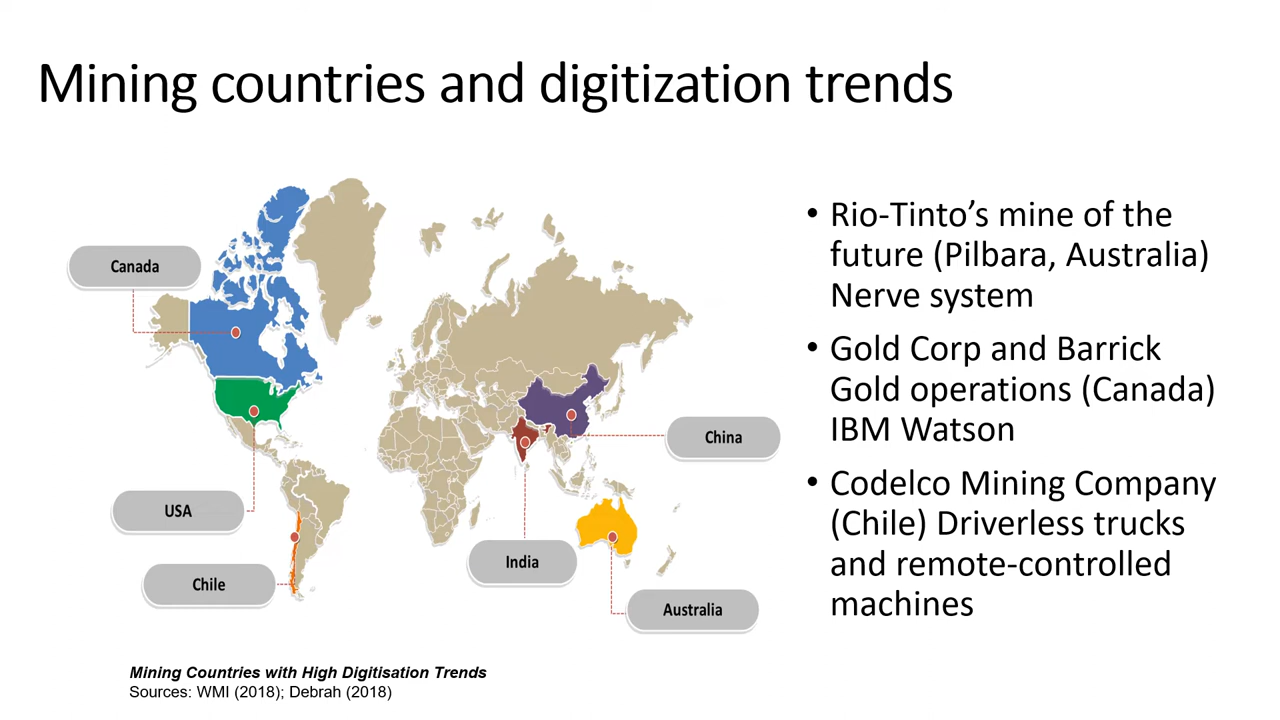 Mining countries and digitization trends
Canada
USA
Chile
China
India
Australia
• Rio-Tinto’s mine of the
future (Pilbara, Australia)
Nerve system
• Gold Corp and Barrick
Gold operations (Canada)
IBM Watson
• Codelco Mining Company
(Chile) Driverless trucks
and remote-controlled
machines
Mining Countries with High Digitisation Trends
Sources: WMI (2018); Debrah (2018)